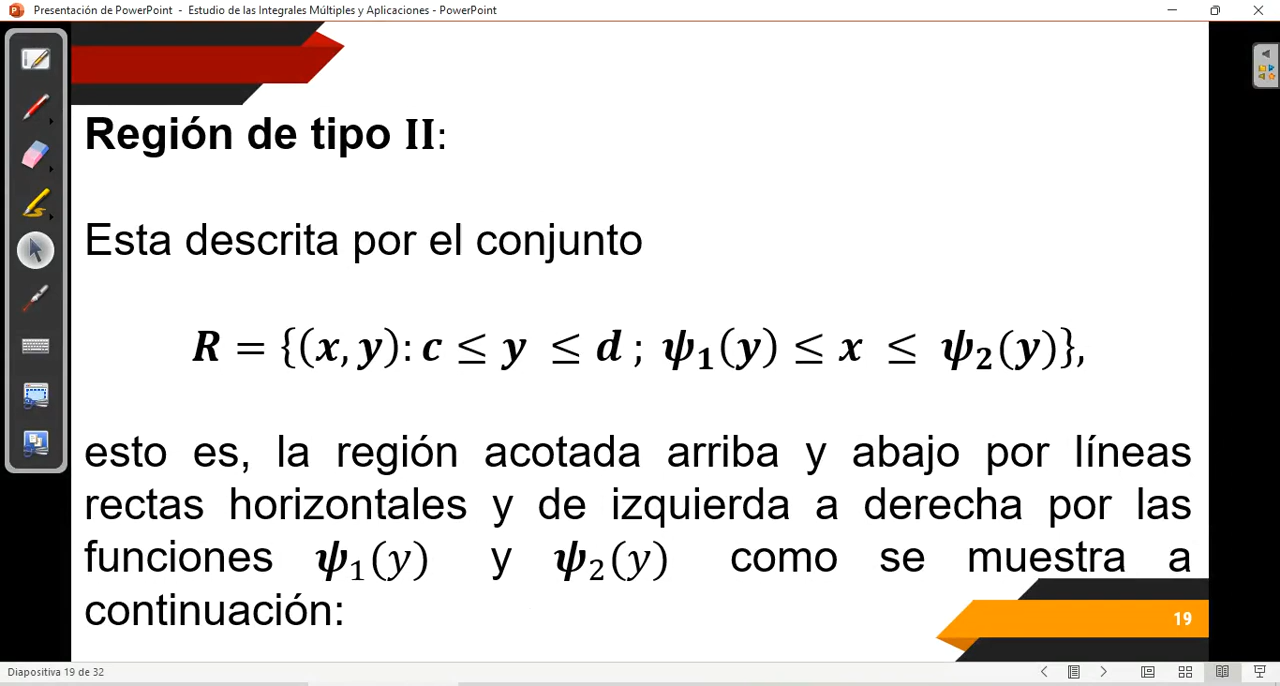 Presentación de PowerPoint - Estudio de las Integrales Múltiples y Aplicaciones - PowerPoint
Región de tipo II:
Esta descrita por el conjunto
R = {(x, y): c ≤ y ≤ d ; ψ₁(y) ≤ x ≤ ψ₂(y)},
esto es, la región acotada arriba y abajo por líneas
rectas horizontales y de izquierda a derecha por las
funciones ψ₁(y) y ψ₂(y) como se muestra a
continuación:
19
Diapositiva 19 de 32